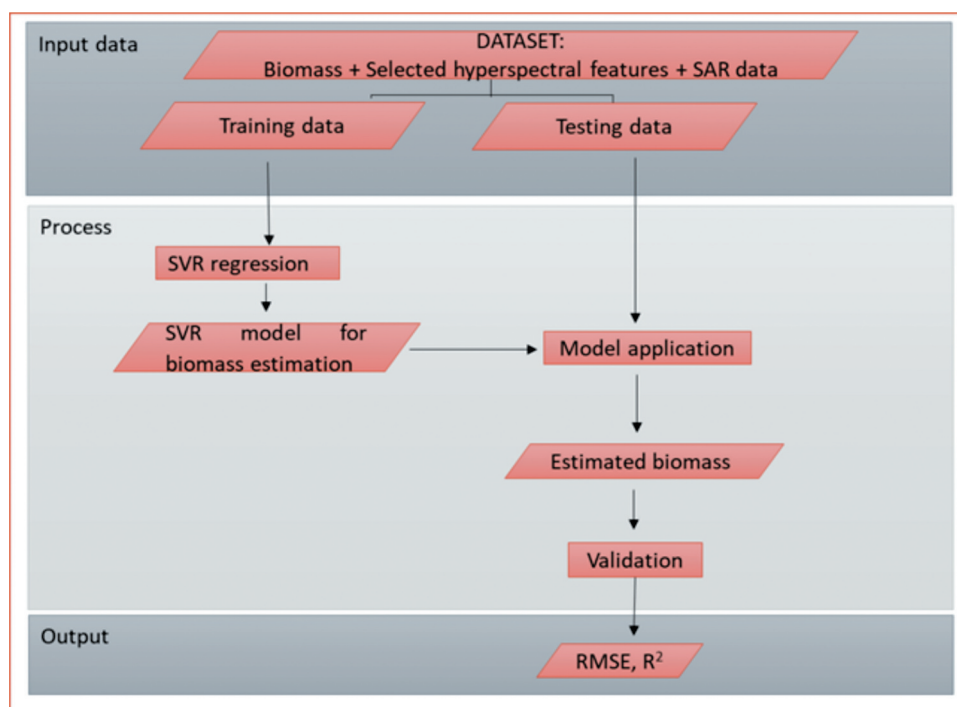 Input data
DATASET:
Biomass + Selected hyperspectral features + SAR data
Training data
Testing data
Process
SVR regression
SVR model for
biomass estimation
Model application
Estimated biomass
Validation
Output
RMSE, R²